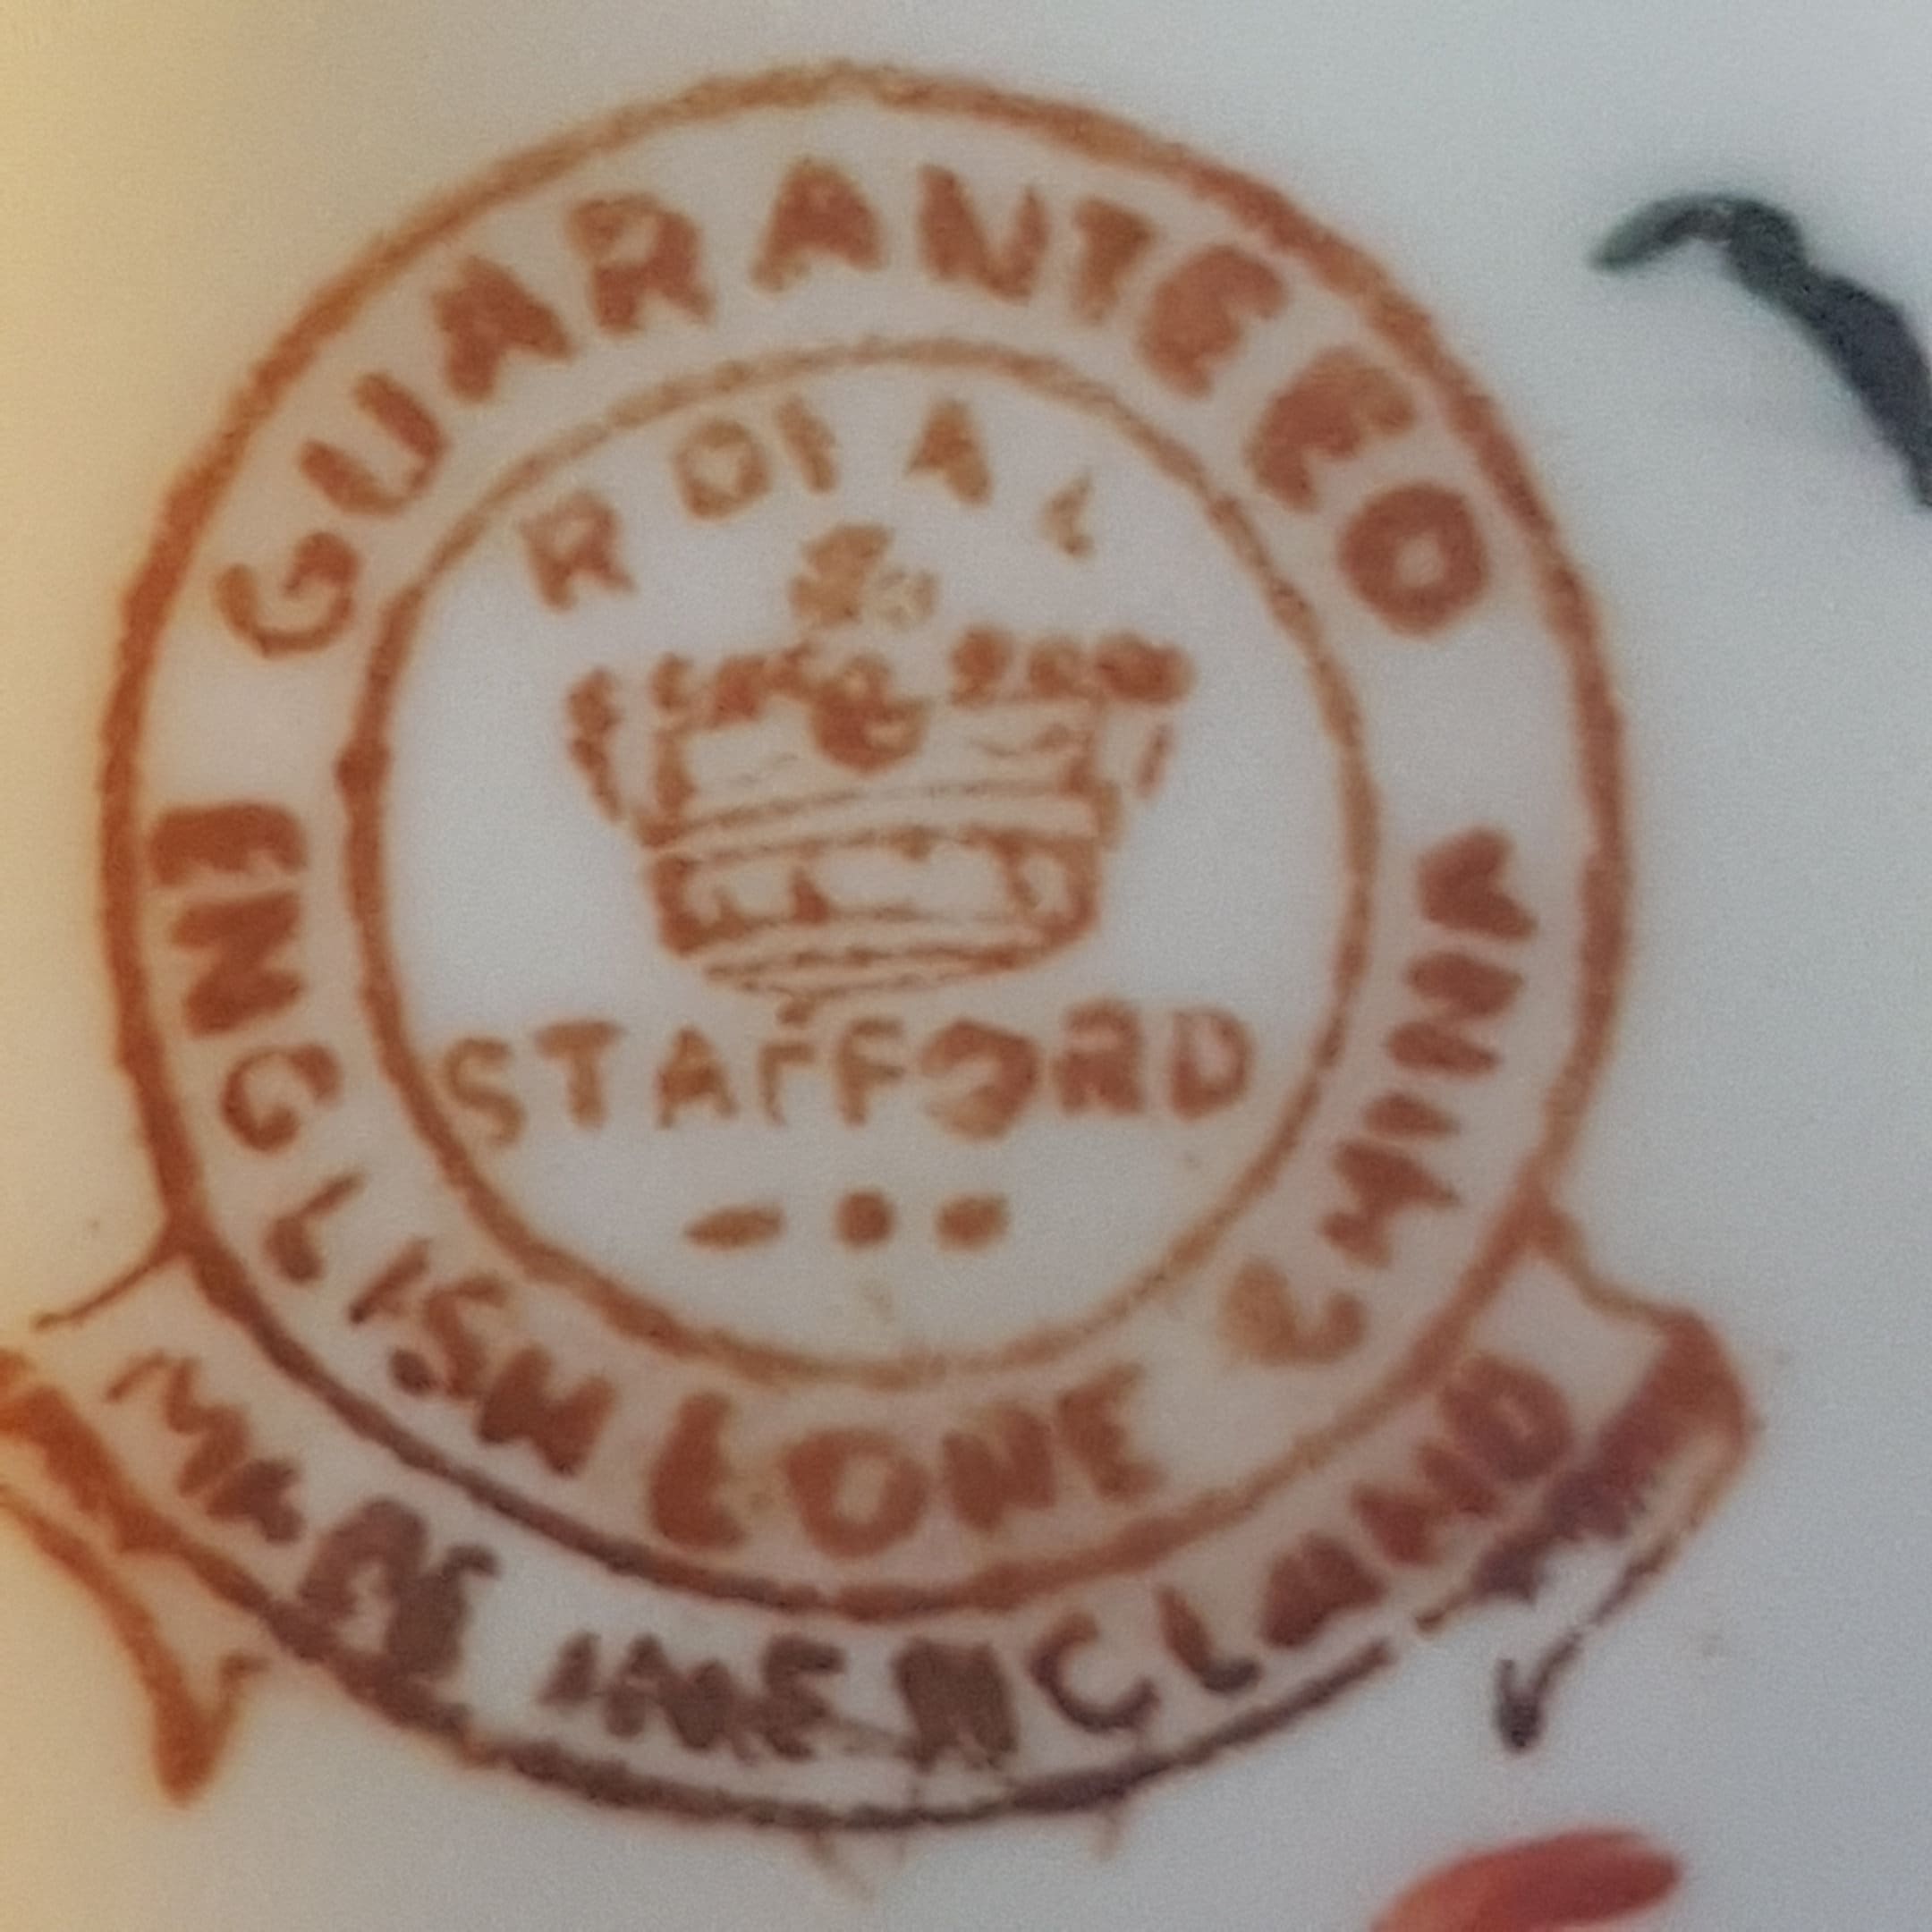 GUARANTEED
ROYAL
STAFFORD
ENGLISH BONE CHINA
MADE IN ENGLAND